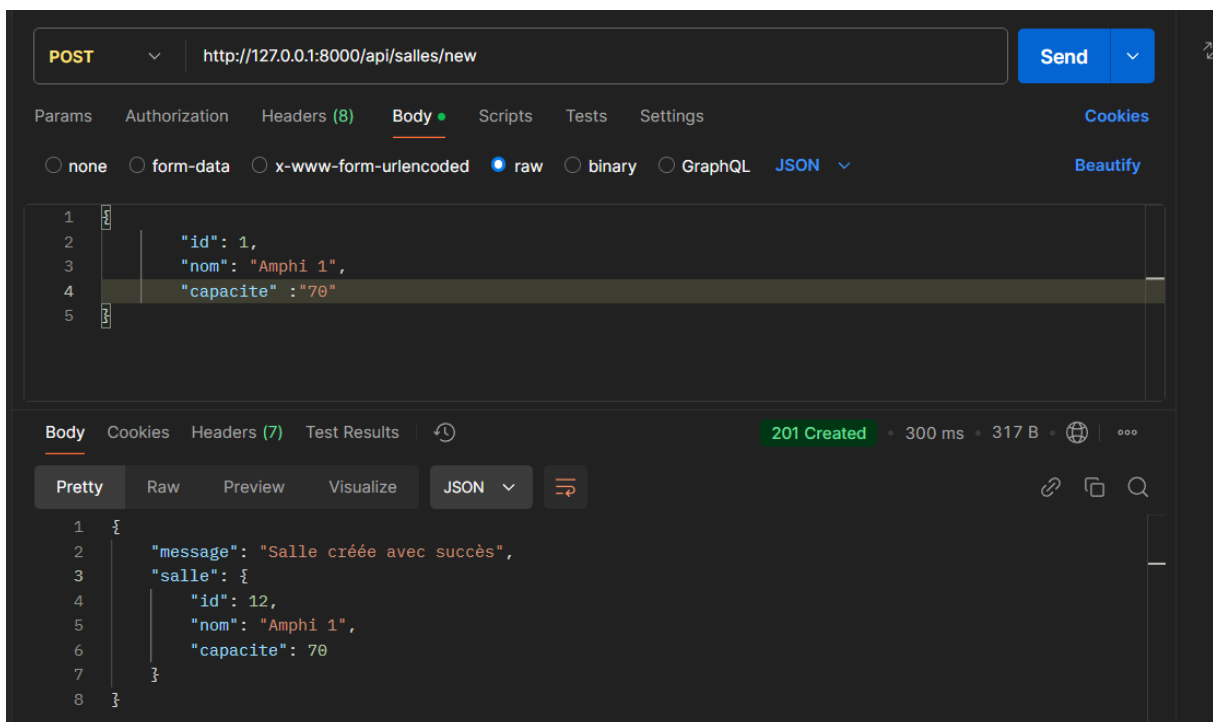 POST http://127.0.0.1:8000/api/salles/new Send
Params Authorization Headers (8) Body Scripts Tests Settings Cookies
none form-data x-www-form-urlencoded raw binary GraphQL JSON Beautify
1 {
2 "id": 1,
3 "nom": "Amphi 1",
4 "capacite" :"70"
5 }
Body Cookies Headers (7) Test Results 201 Created 300 ms 317 B
Pretty Raw Preview Visualize JSON
1 {
2 "message": "Salle créée avec succès",
3 "salle": {
4 "id": 12,
5 "nom": "Amphi 1",
6 "capacite": 70
7 }
8 }